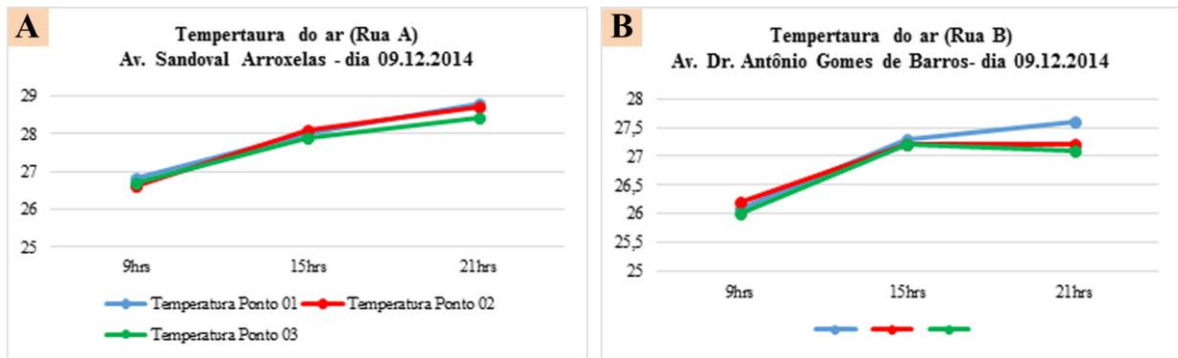 A
Tempertaura do ar (Rua A)
Av. Sandoval Arroxelas - dia 09.12.2014
29
28
27
26
25
9hrs 15hrs 21hrs
Temperatura Ponto 01 Temperatura Ponto 02
Temperatura Ponto 03
B
Tempertaura do ar (Rua B)
Av. Dr. Antônio Gomes de Barros- dia 09.12.2014
28
27,5
27
26,5
26
25,5
25
9hrs 15hrs 21hrs